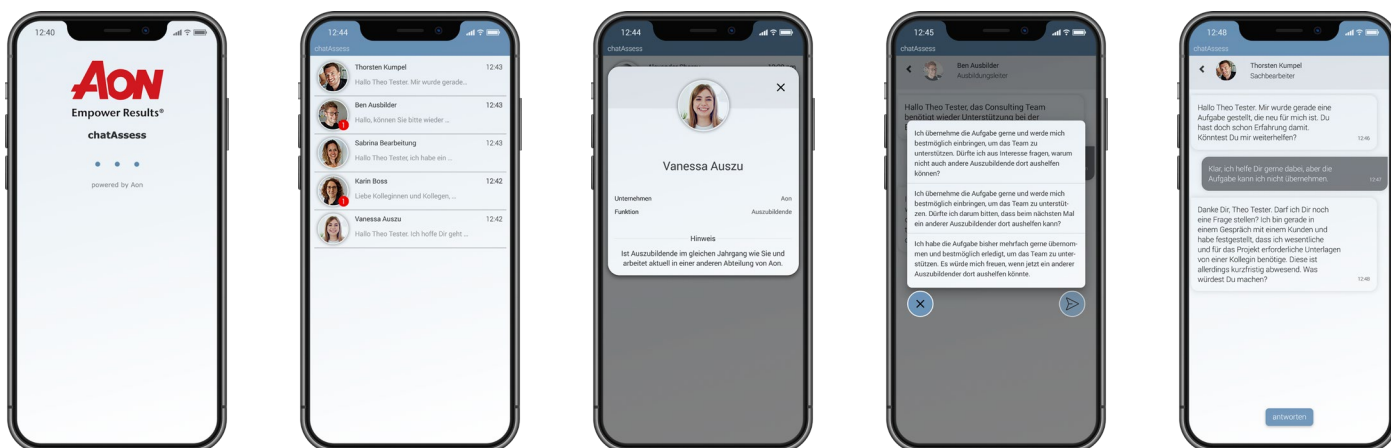 12:40
AON
Empower Results®
chatAssess
powered by Aon
12:44
chatAssess
Thorsten Kumpel 12:43
Hallo Theo Tester. Mir wurde gerade...
Ben Ausbilder 12:43
1
Hallo, können Sie bitte wieder ...
Sabrina Bearbeitung 12:43
Hallo Theo Tester, ich habe ein ...
Karin Boss 12:42
1
Liebe Kolleginnen und Kollegen, ...
Vanessa Auszu 12:42
Hallo Theo Tester. Ich hoffe Dir geht ...
12:44
chatAssess
Vanessa Auszu
Unternehmen Aon
Funktion Auszubildende
Hinweis
Ist Auszubildende im gleichen Jahrgang wie Sie und
arbeitet aktuell in einer anderen Abteilung von Aon.
12:45
chatAssess
Ben Ausbilder
Ausbildungsleiter
Hallo Theo Tester, das Consulting Team
benötigt wieder Unterstützung bei der
Ich übernehme die Aufgabe gerne und werde mich
bestmöglich einbringen, um das Team zu
unterstützen. Dürfte ich aus Interesse fragen, warum
nicht auch andere Auszubildende dort aushelfen
können?
Ich übernehme die Aufgabe gerne und werde mich
bestmöglich einbringen, um das Team zu unterstüt-
zen. Dürfte ich darum bitten, dass beim nächsten Mal
ein anderer Auszubildender dort aushelfen kann?
Ich habe die Aufgabe bisher mehrfach gerne übernom-
men und bestmöglich erledigt, um das Team zu unter-
stützen. Es würde mich freuen, wenn jetzt ein anderer
Auszubildender dort aushelfen könnte.
12:48
chatAssess
Thorsten Kumpel
Sachbearbeiter
Hallo Theo Tester. Mir wurde gerade eine
Aufgabe gestellt, die neu für mich ist. Du
hast doch schon Erfahrung damit.
Könntest Du mir weiterhelfen? 12:46
Klar, ich helfe Dir gerne dabei, aber die
Aufgabe kann ich nicht übernehmen. 12:47
Danke Dir, Theo Tester. Darf ich Dir noch
eine Frage stellen? Ich bin gerade in
einem Gespräch mit einem Kunden und
habe festgestellt, dass ich wesentliche
und für das Projekt erforderliche Unterlagen
von einer Kollegin benötige. Diese ist
allerdings kurzfristig abwesend. Was
würdest Du machen? 12:48
antworten